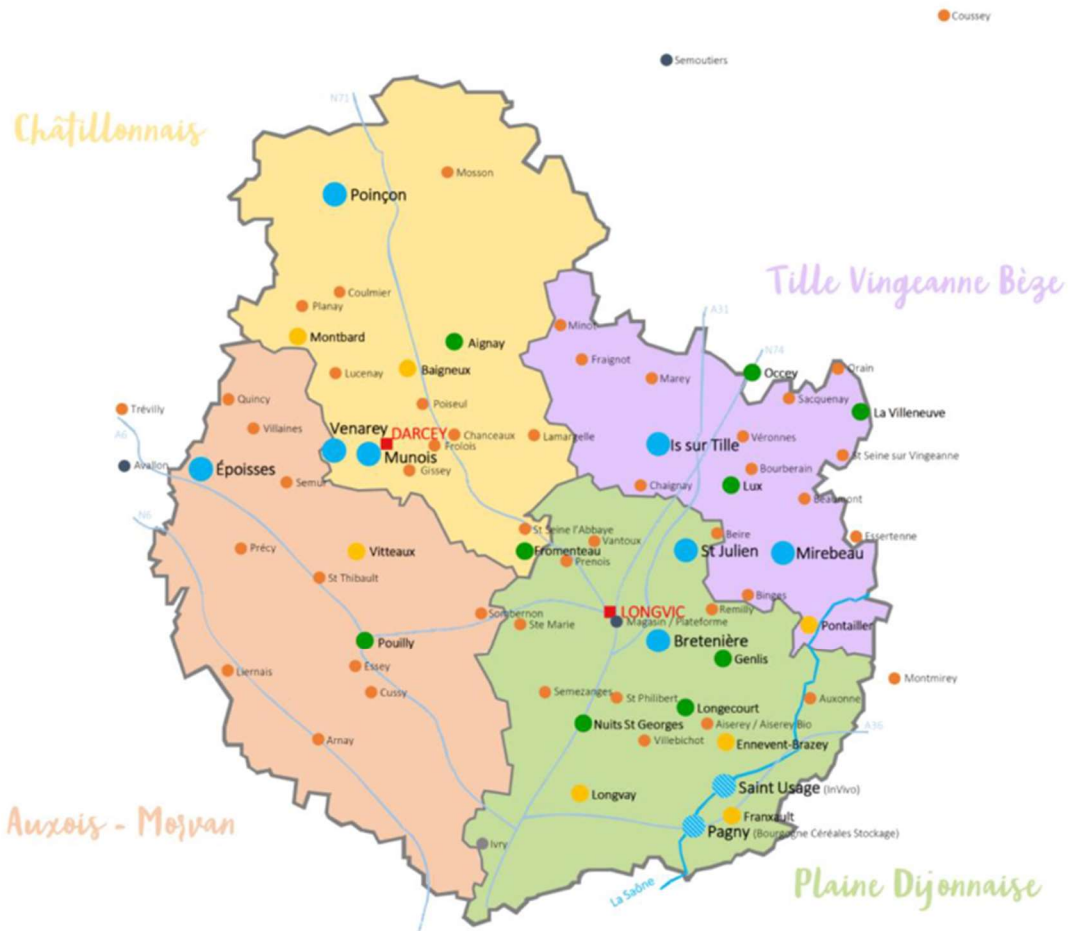 Coussey
Semoutiers
N71
Châtillonnais
Mosson
Poinçon
Tille Vingeanne Bèze
Coulmier
Planay
A31
Minot
Montbard
Aignay
N74
Fraignot
Baigneux
Lucenay
Marey
Occey
Orain
Quincy
Poiseul
Sacquenay
Trévilly
La Villeneuve
Villaines
Venarey
DARCEY
Chanceaux
Lamargelle
Véronnes
A6
Frolois
Is sur Tille
Munois
St Seine sur Vingeanne
Avallon
Époisses
Gissey
Bourberain
Semur
Chaignay
Lux
Beaumont
N6
St Seine l'Abbaye
Beire
Essertenne
Vantoux
Précy
Vitteaux
Fromenteau
St Julien
Mirebeau
Prenois
St Thibault
Binges
Sombernon
LONGVIC
Remilly
Ste Marie
Magasin / Plateforme
Pontailler
Pouilly
Bretenière
Genlis
Essey
Liernais
Montmirey
Cussy
Semezanges
St Philibert
Auxonne
Longecourt
Nuits St Georges
Aiserey / Aiserey Bio
A36
Arnay
Villebichot
Ennevent-Brazey
Saint Usage (InVivo)
Longvay
Franxault
Auxois - Morvan
Pagny (Bourgogne Céréales Stockage)
Ivry
La Saône
Plaine Dijonnaise